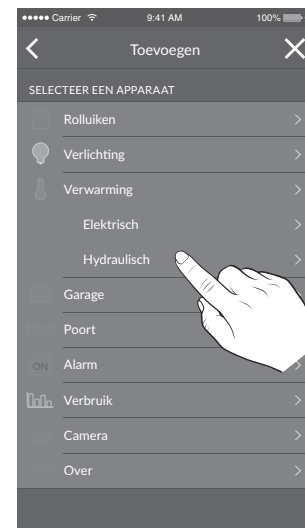 Carrier 9:41 AM 100%
Toevoegen
SELECTEER EEN APPARAAT
Rolluiken
Verlichting
Verwarming
Elektrisch
Hydraulisch
Garage
Poort
ON Alarm
Verbruik
Camera
Over